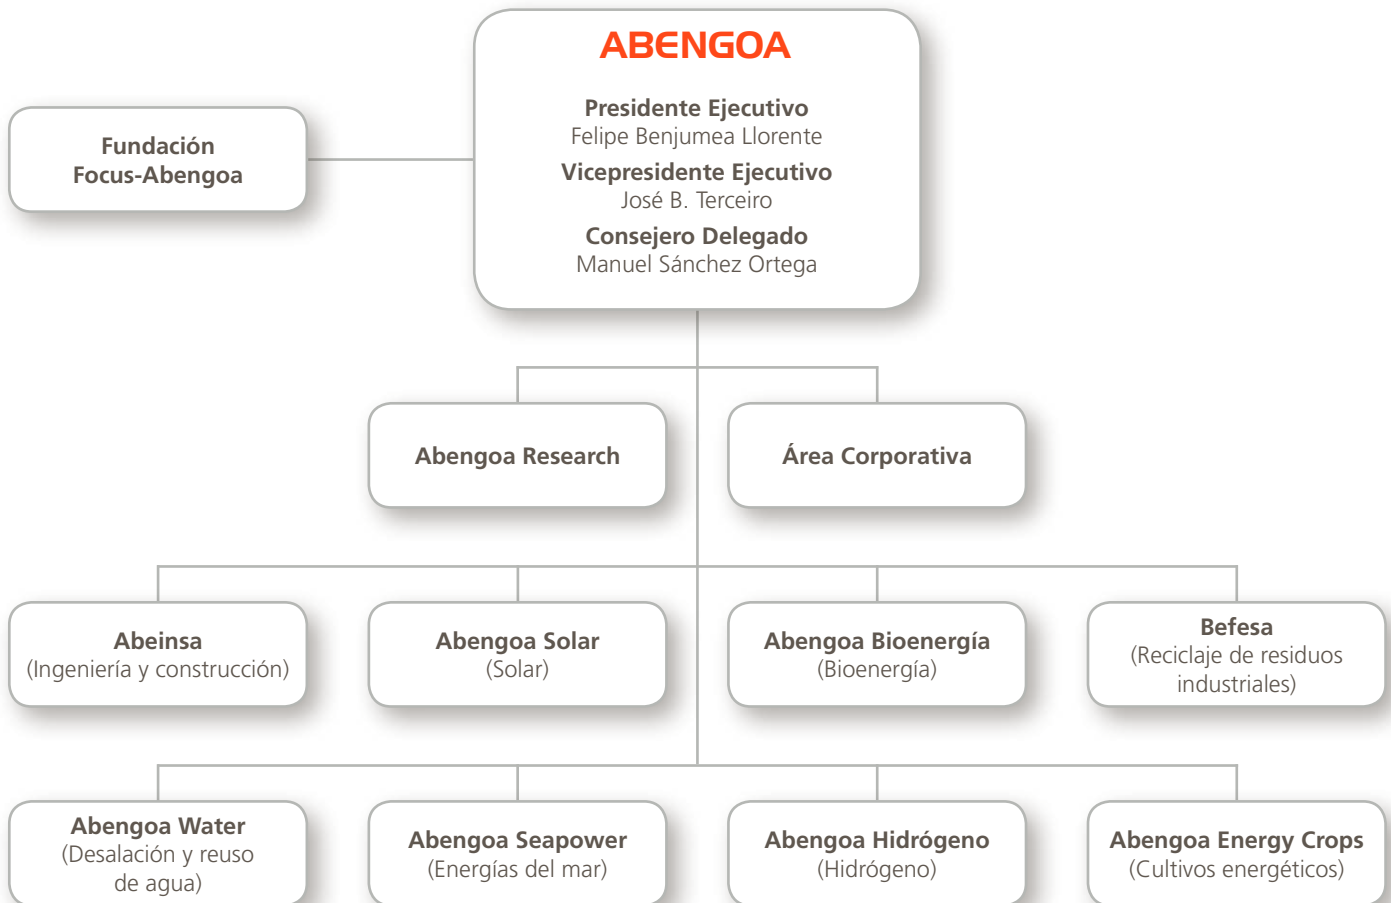 ABENGOA
Presidente Ejecutivo
Felipe Benjumea Llorente
Vicepresidente Ejecutivo
José B. Terceiro
Consejero Delegado
Manuel Sánchez Ortega
Fundación
Focus-Abengoa
Abengoa Research
Área Corporativa
Abeinsa
(Ingeniería y construcción)
Abengoa Solar
(Solar)
Abengoa Bioenergía
(Bioenergía)
Befesa
(Reciclaje de residuos
industriales)
Abengoa Water
(Desalación y reuso
de agua)
Abengoa Seapower
(Energías del mar)
Abengoa Hidrógeno
(Hidrógeno)
Abengoa Energy Crops
(Cultivos energéticos)